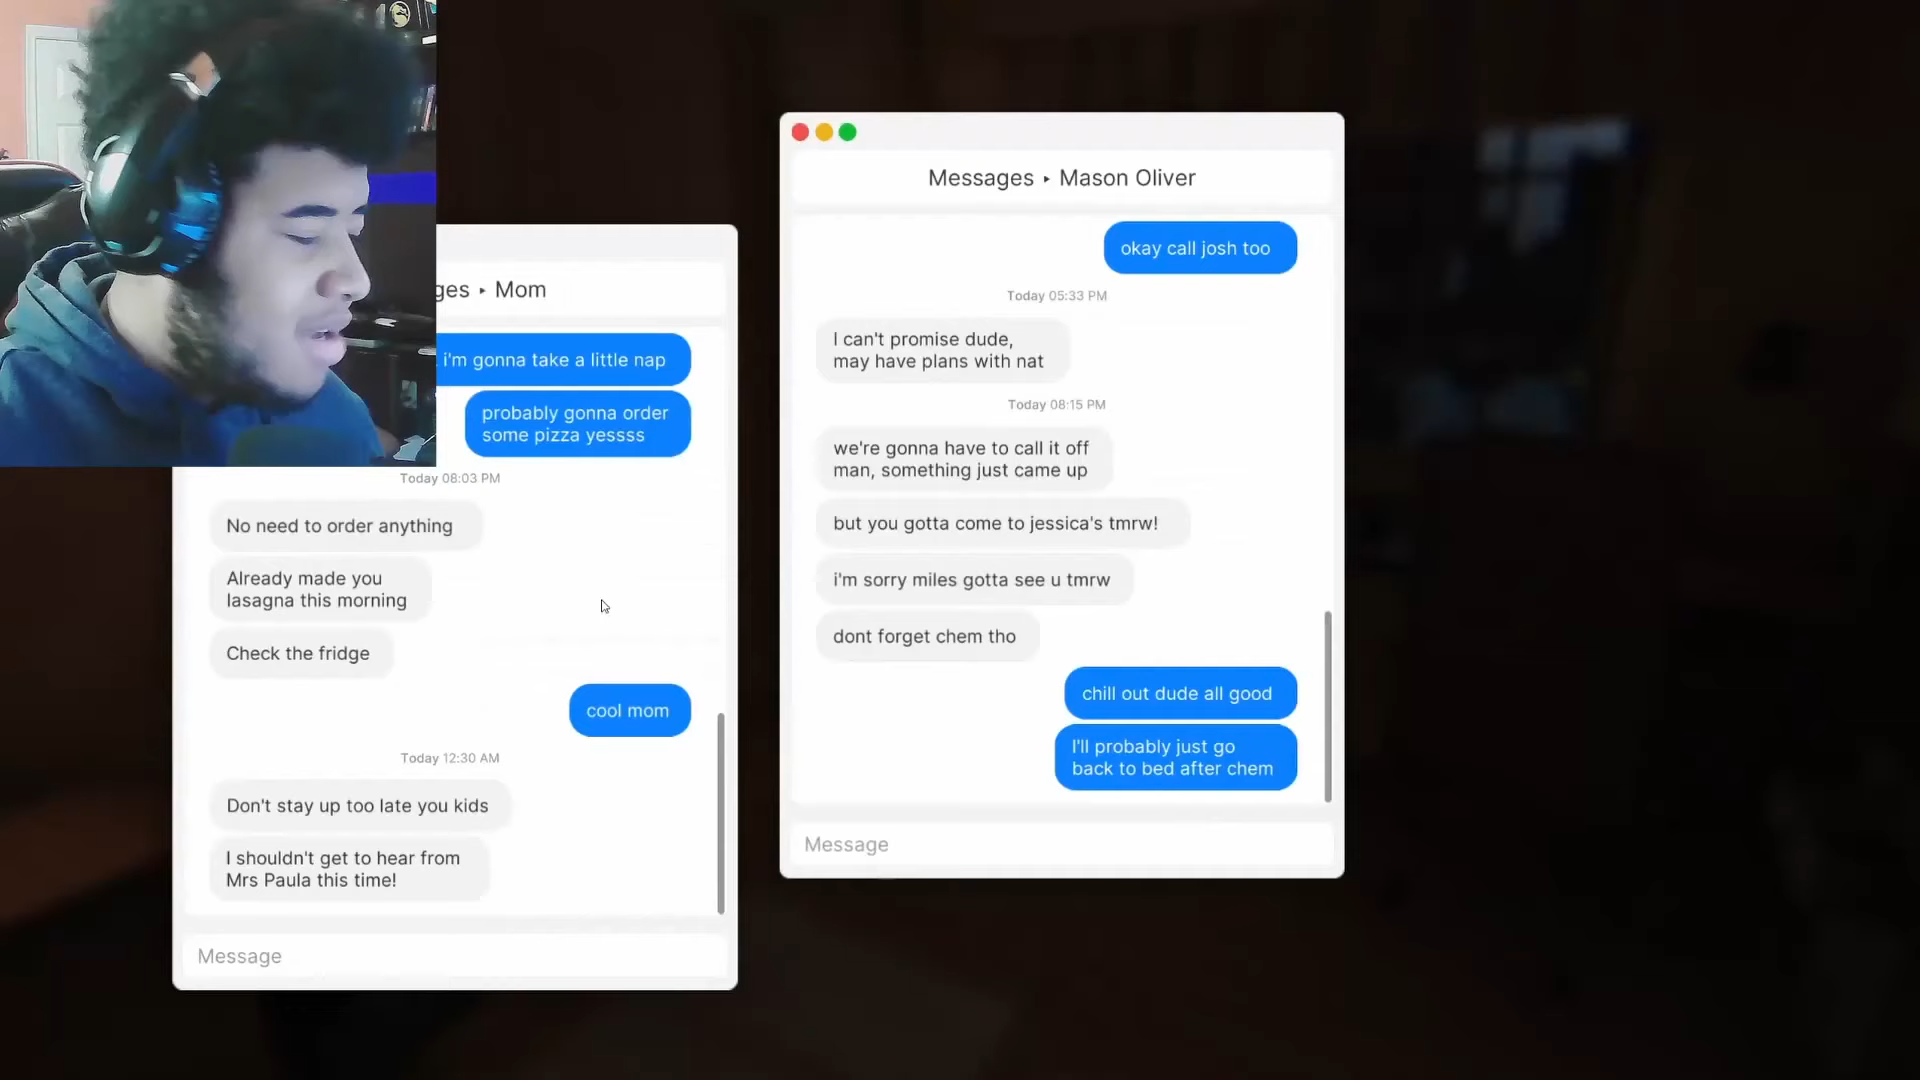 ges ▸ Mom
i'm gonna take a little nap
probably gonna order
some pizza yessss
Today 08:03 PM
No need to order anything
Already made you
lasagna this morning
Check the fridge
cool mom
Today 12:30 AM
Don't stay up too late you kids
I shouldn't get to hear from
Mrs Paula this time!
Message
Messages ▸ Mason Oliver
okay call josh too
Today 05:33 PM
I can't promise dude,
may have plans with nat
Today 08:15 PM
we're gonna have to call it off
man, something just came up
but you gotta come to jessica's tmrw!
i'm sorry miles gotta see u tmrw
dont forget chem tho
chill out dude all good
I'll probably just go
back to bed after chem
Message